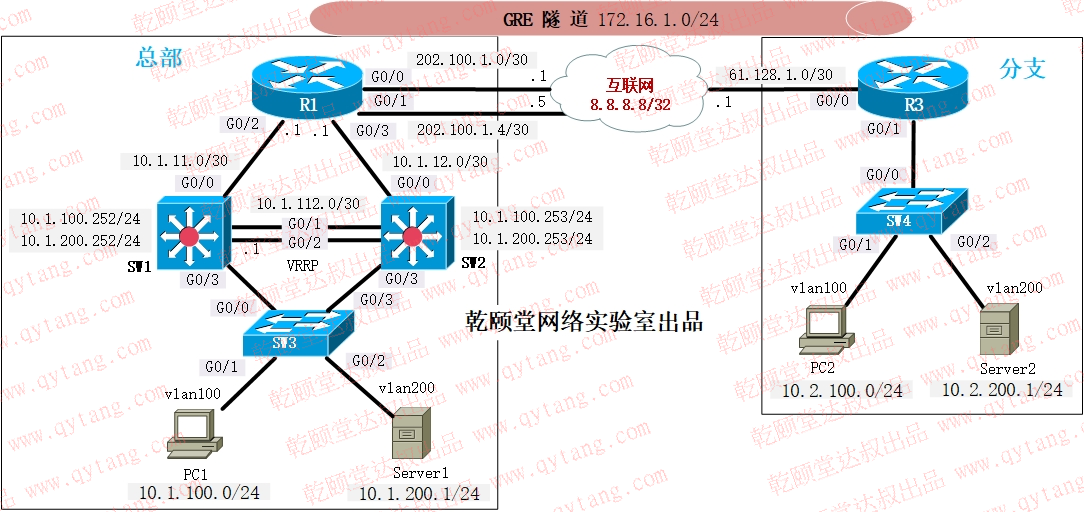 GRE 隧 道 172.16.1.0/24
总部
分支
202.100.1.0/30
G0/0
.1
互联网
8.8.8.8/32
61.128.1.0/30
.1
G0/0
R1
R3
G0/1
.5
202.100.1.4/30
G0/2
.1
.1
G0/3
G0/1
10.1.11.0/30
10.1.12.0/30
G0/0
G0/0
G0/0
10.1.100.252/24
10.1.200.252/24
10.1.112.0/30
G0/1
G0/2
.1
VRRP
10.1.100.253/24
10.1.200.253/24
SW1
SW2
SW4
G0/1
G0/2
G0/3
G0/3
G0/0
SW3
乾颐堂网络实验室出品
vlan100
vlan200
G0/1
G0/2
vlan100
vlan200
PC2
Server2
10.2.100.0/24
10.2.200.1/24
PC1
Server1
10.1.100.0/24
10.1.200.1/24
乾颐堂达叔出品 www.qytang.com